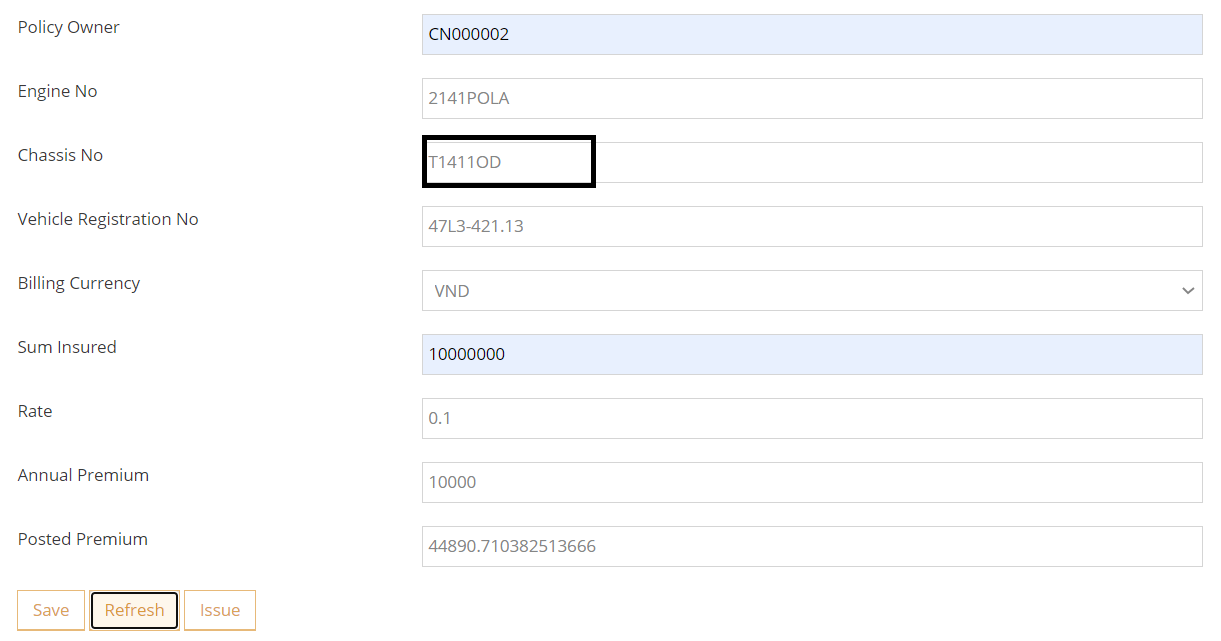 Policy Owner CN000002
Engine No 2141POLA
Chassis No T1411OD
Vehicle Registration No 47L3-421.13
Billing Currency VND
Sum Insured 10000000
Rate 0.1
Annual Premium 10000
Posted Premium 44890.710382513666
Save Refresh Issue